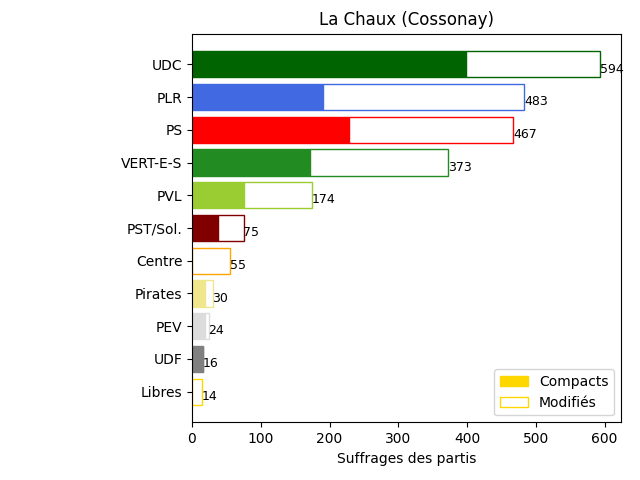 La Chaux (Cossonay)
UDC 594
PLR 483
PS 467
VERT-E-S 373
PVL 174
PST/Sol. 75
Centre 55
Pirates 30
PEV 24
UDF 16
Libres 14
Compacts
Modifiés
0 100 200 300 400 500 600
Suffrages des partis